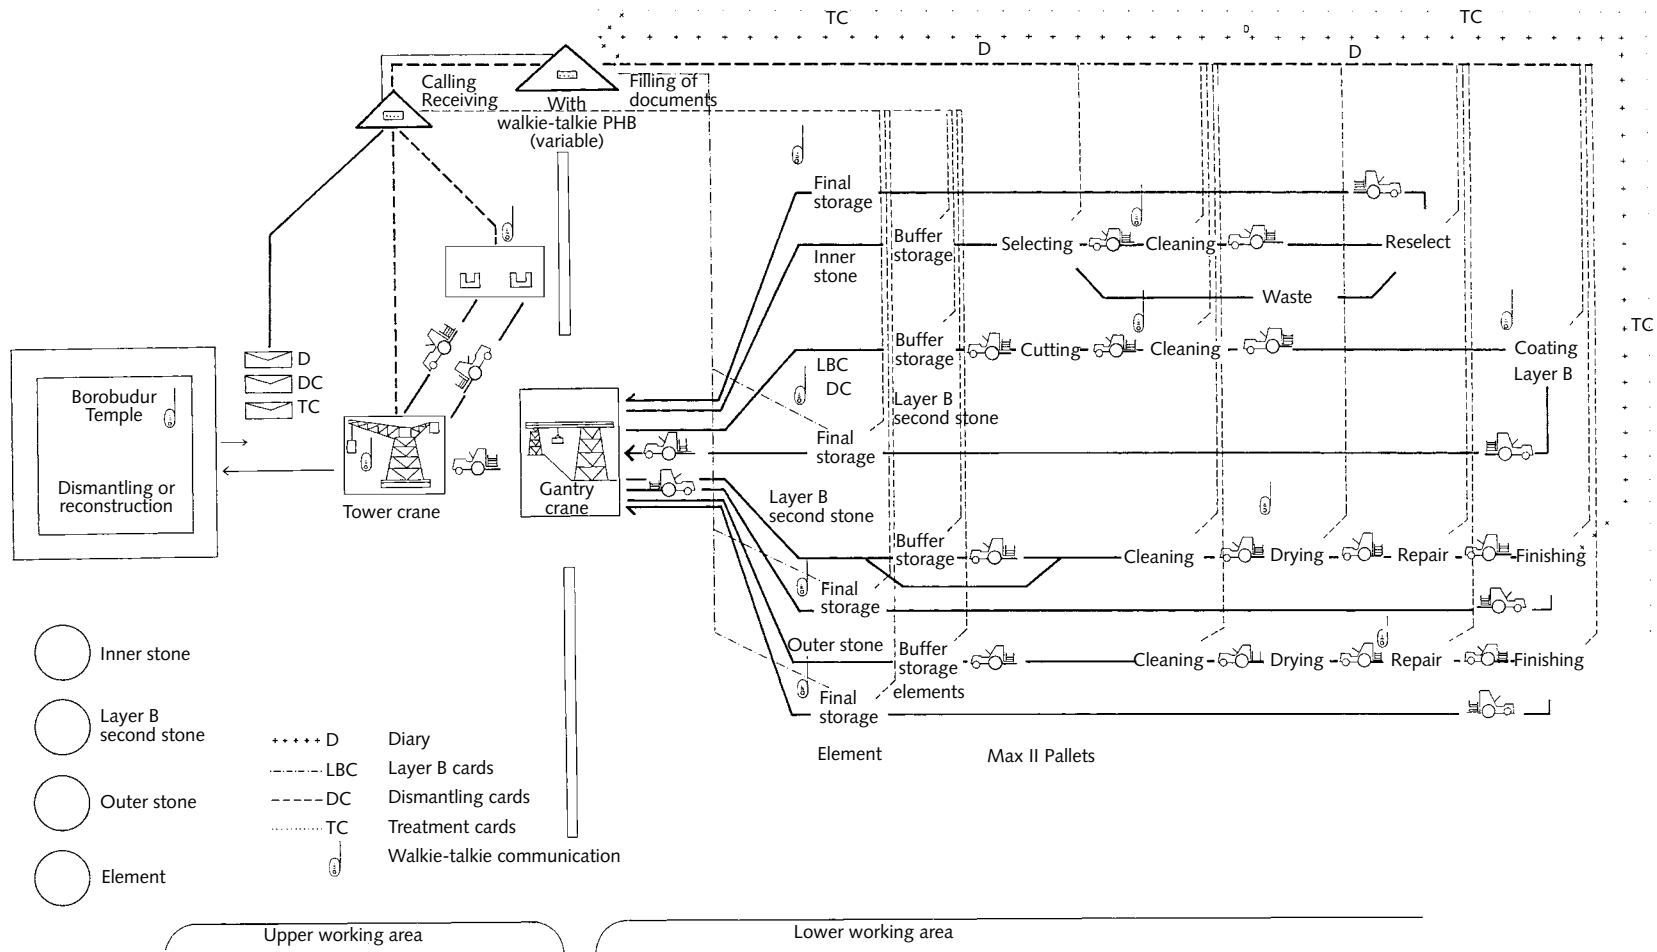 TC
TC
D
D
D
Calling
Receiving
With
walkie-talkie PHB
(variable)
Filling of
documents
Final
storage
Inner
stone
Buffer
storage
Selecting
Cleaning
Reselect
Waste
TC
D
DC
TC
Borobudur
Temple
Dismantling or
reconstruction
Tower crane
Gantry
crane
LBC
DC
Buffer
storage
Cutting
Cleaning
Coating
Layer B
Layer B
second stone
Final
storage
Layer B
second stone
Buffer
storage
Cleaning
Drying
Repair
Finishing
Final
storage
Outer stone
Buffer
storage
elements
Cleaning
Drying
Repair
Finishing
Final
storage
Element
Max II Pallets
Inner stone
Layer B
second stone
Outer stone
Element
D Diary
LBC Layer B cards
DC Dismantling cards
TC Treatment cards
Walkie-talkie communication
Upper working area
Lower working area